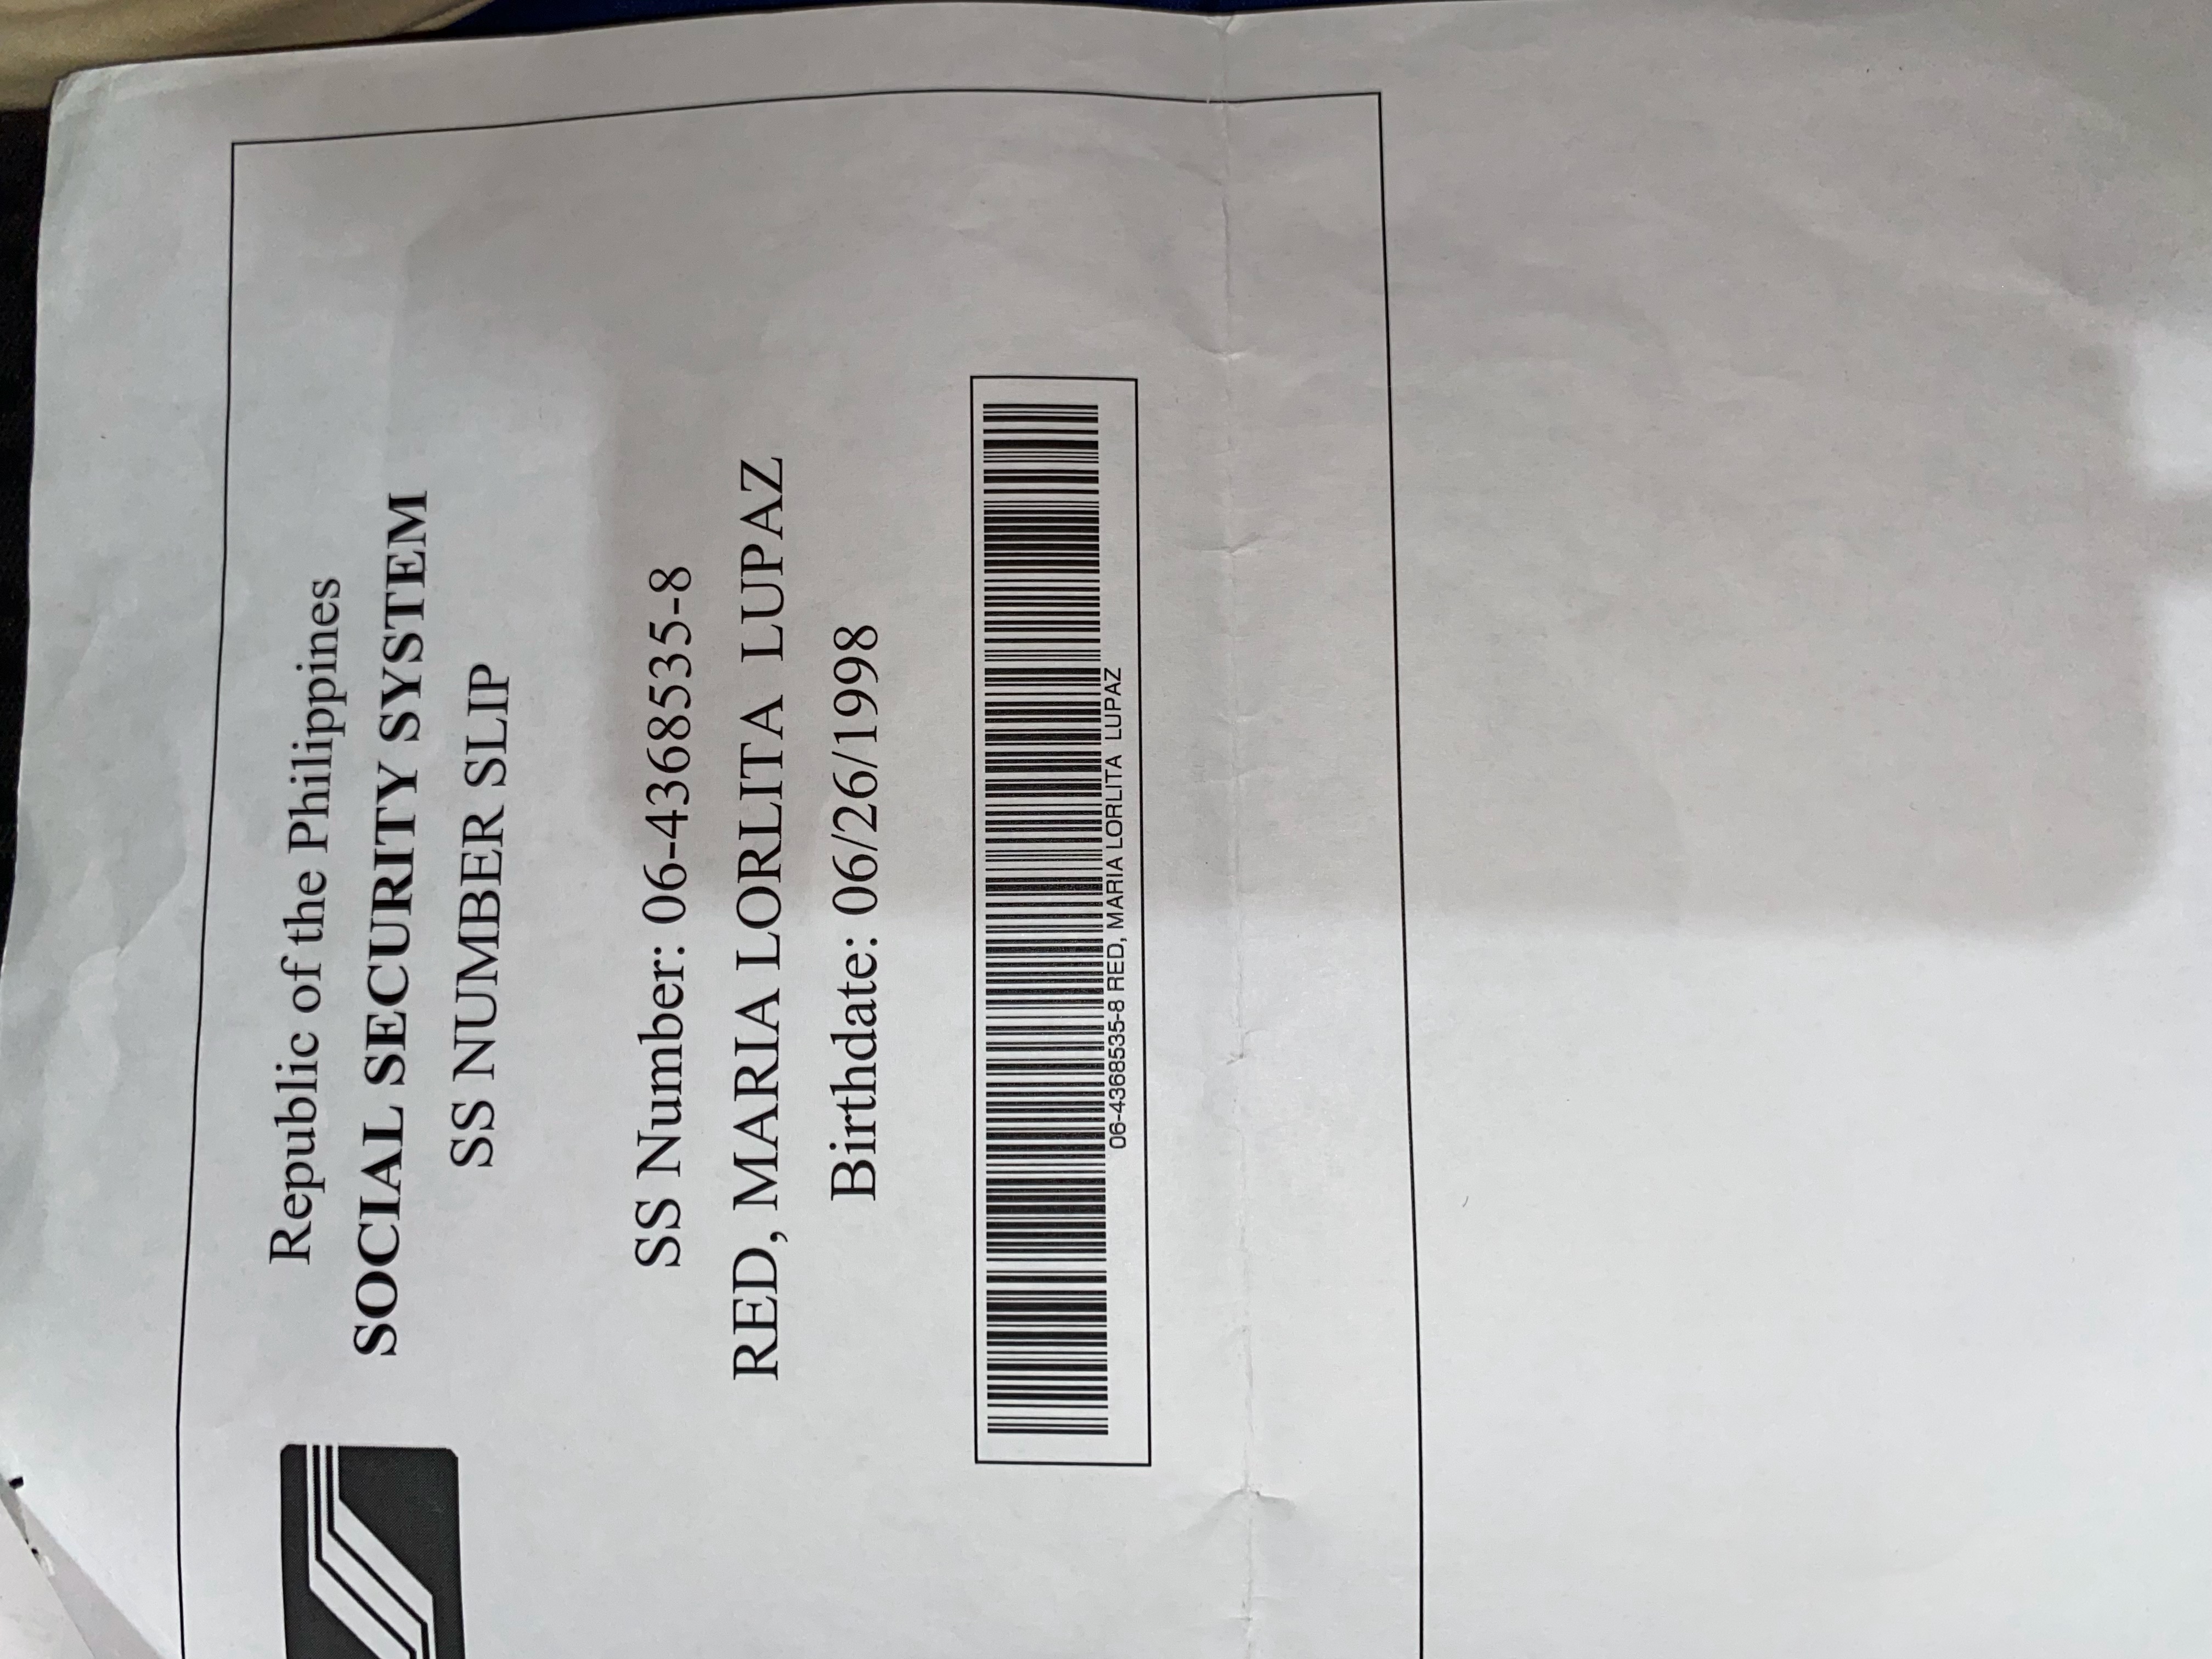 Republic of the Philippines
SOCIAL SECURITY SYSTEM
SS NUMBER SLIP
SS Number: 06-4368535-8
RED, MARIA LORLITA LUPAZ
Birthdate: 06/26/1998
06-4368535-8 RED, MARIA LORLITA LUPAZ